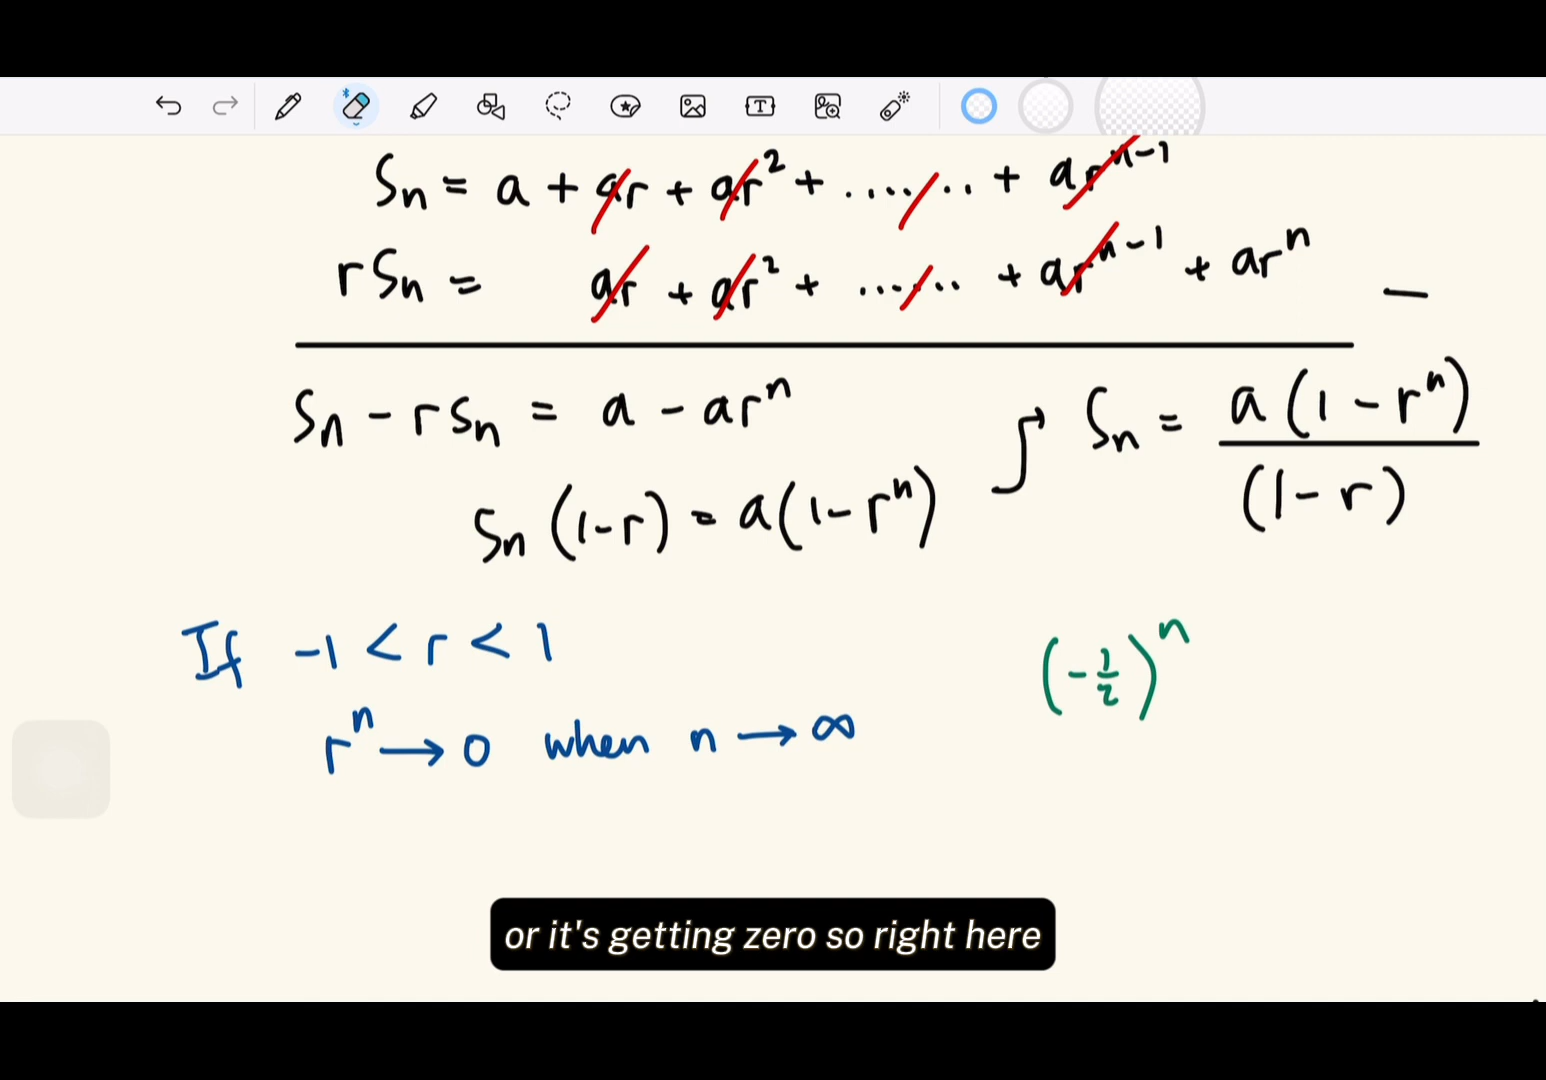 Sn = a + ar + ar² + ....... + arⁿ⁻¹
rSn = ar + ar² + ...... + arⁿ⁻¹ + arⁿ −
Sn − rSn = a − arⁿ
Sn (1−r) = a(1−rⁿ)
Sn = a(1−rⁿ) / (1−r)
If −1 < r < 1
(−1/2)ⁿ
rⁿ → 0 when n → ∞
or it's getting zero so right here